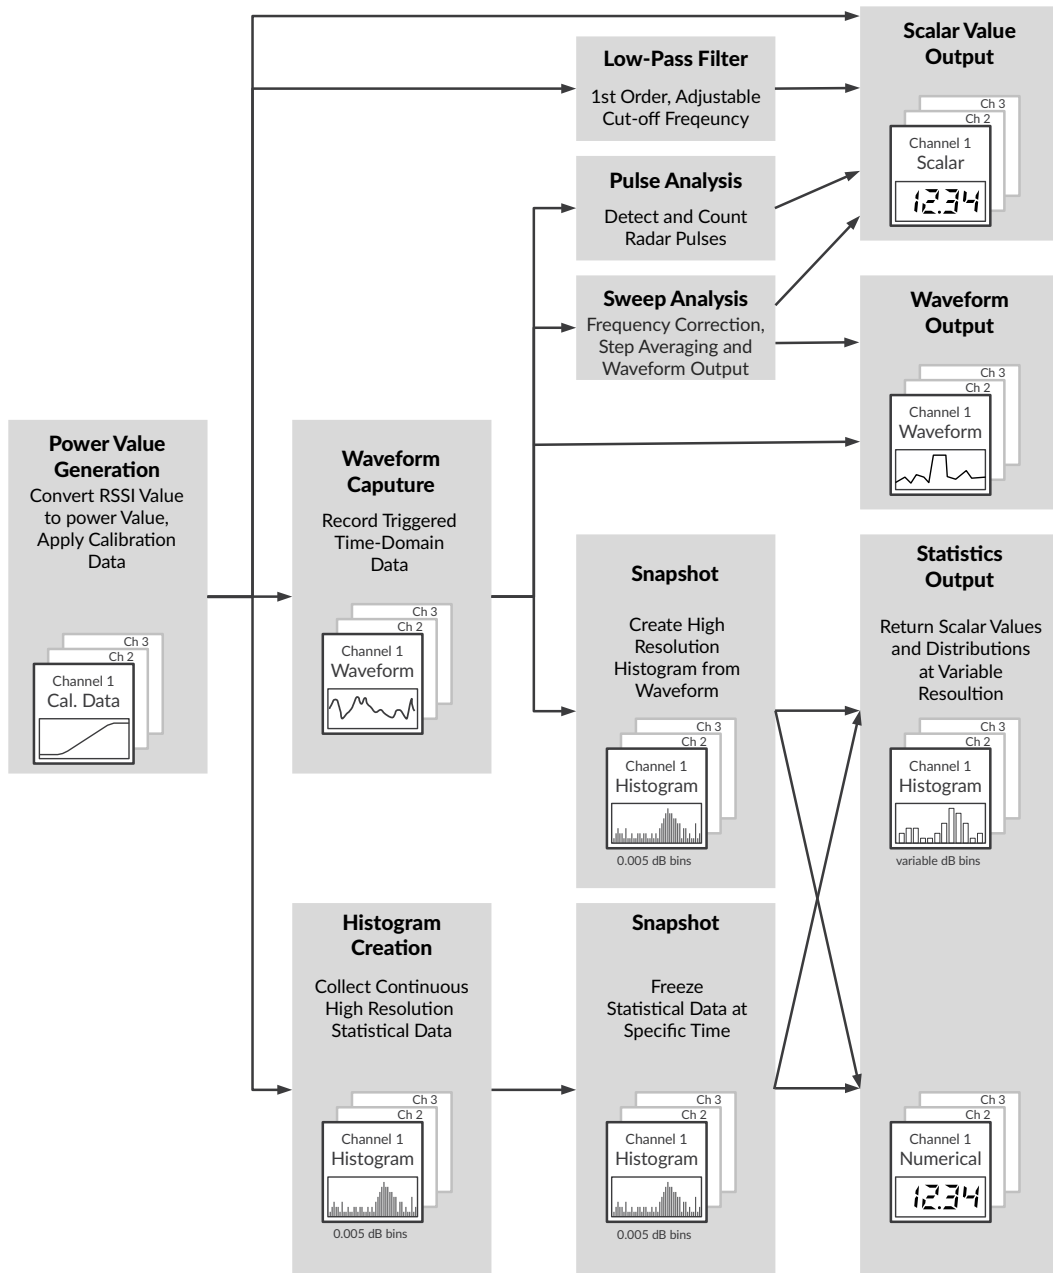 Scalar Value
Output
Ch 3
Ch 2
Channel 1
Scalar
12.34
Low-Pass Filter
1st Order, Adjustable
Cut-off Freqeuncy
Pulse Analysis
Detect and Count
Radar Pulses
Sweep Analysis
Frequency Correction,
Step Averaging and
Waveform Output
Waveform
Output
Ch 3
Ch 2
Channel 1
Waveform
Power Value
Generation
Convert RSSI Value
to power Value,
Apply Calibration
Data
Ch 3
Ch 2
Channel 1
Cal. Data
Waveform
Caputure
Record Triggered
Time-Domain
Data
Ch 3
Ch 2
Channel 1
Waveform
Snapshot
Create High
Resolution
Histogram from
Waveform
Ch 3
Ch 2
Channel 1
Histogram
0.005 dB bins
Statistics
Output
Return Scalar Values
and Distributions
at Variable
Resoultion
Ch 3
Ch 2
Channel 1
Histogram
variable dB bins
Histogram
Creation
Collect Continuous
High Resolution
Statistical Data
Ch 3
Ch 2
Channel 1
Histogram
0.005 dB bins
Snapshot
Freeze
Statistical Data at
Specific Time
Ch 3
Ch 2
Channel 1
Histogram
0.005 dB bins
Ch 3
Ch 2
Channel 1
Numerical
12.34